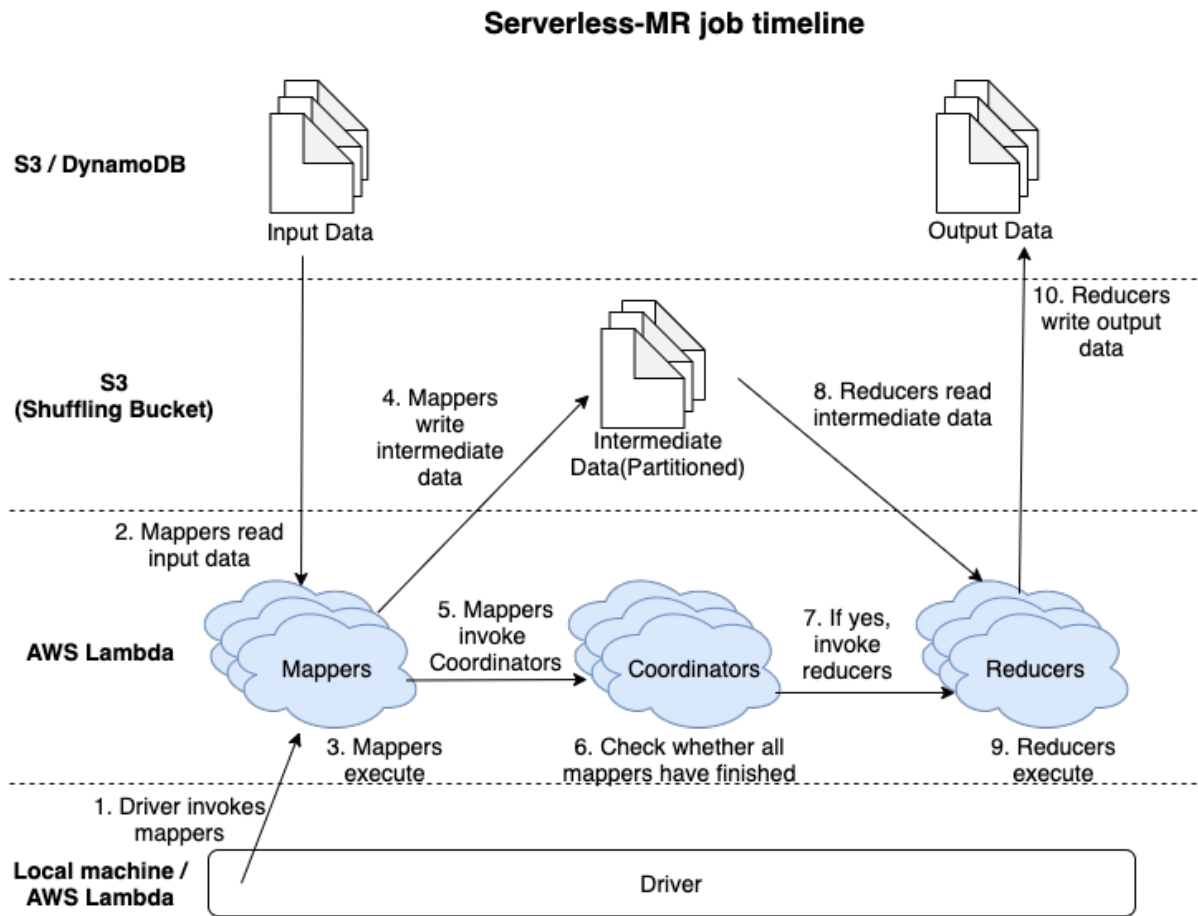 Serverless-MR job timeline
S3 / DynamoDB
Input Data
Output Data
10. Reducers
write output
data
S3
(Shuffling Bucket)
4. Mappers
write
intermediate
data
Intermediate
Data(Partitioned)
8. Reducers read
intermediate data
2. Mappers read
input data
AWS Lambda
Mappers
5. Mappers
invoke
Coordinators
Coordinators
7. If yes,
invoke
reducers
Reducers
3. Mappers
execute
6. Check whether all
mappers have finished
9. Reducers
execute
1. Driver invokes
mappers
Local machine /
AWS Lambda
Driver